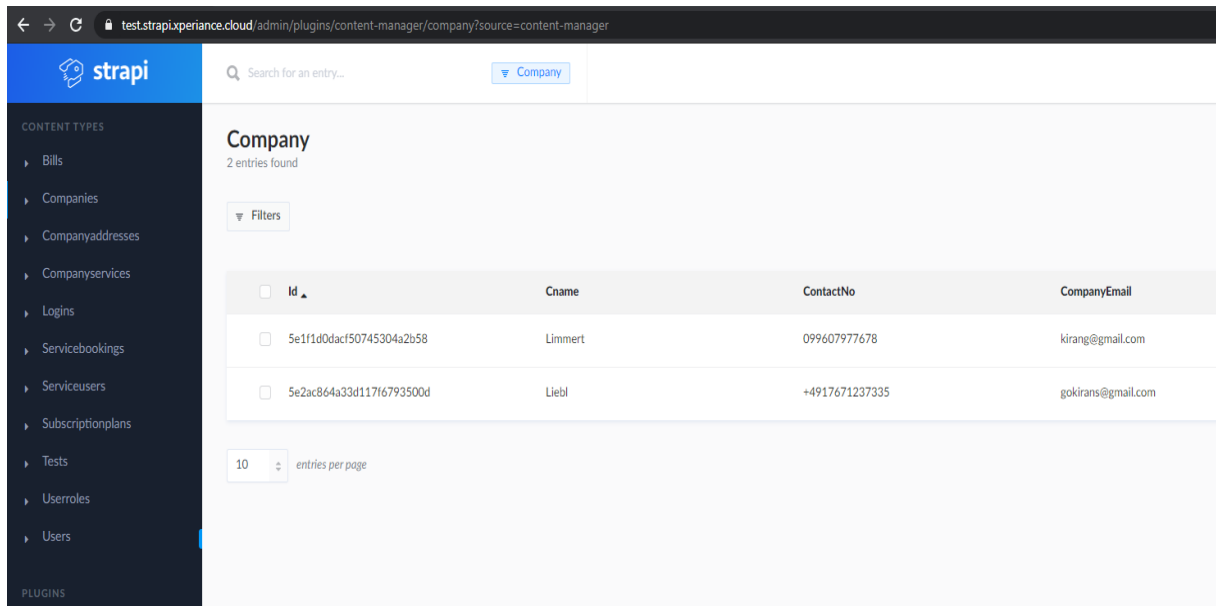 test.strapi.xperiance.cloud/admin/plugins/content-manager/company?source=content-manager
strapi
Search for an entry...
Company
CONTENT TYPES
Bills
Companies
Companyaddresses
Companyservices
Logins
Servicebookings
Serviceusers
Subscriptionplans
Tests
Userroles
Users
PLUGINS
Company
2 entries found
Filters
Id Cname ContactNo CompanyEmail
5e1f1d0dacf50745304a2b58 Limmert 099607977678 kirang@gmail.com
5e2ac864a33d117f6793500d Liebl +4917671237335 gokirans@gmail.com
10 entries per page